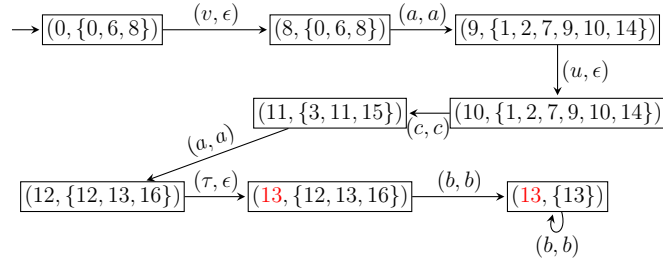 (0, {0, 6, 8}) (v, ϵ) (8, {0, 6, 8}) (a, a) (9, {1, 2, 7, 9, 10, 14})
(u, ϵ)
(11, {3, 11, 15}) (c, c) (10, {1, 2, 7, 9, 10, 14})
(a, a)
(12, {12, 13, 16}) (τ, ϵ) (13, {12, 13, 16}) (b, b) (13, {13})
(b, b)